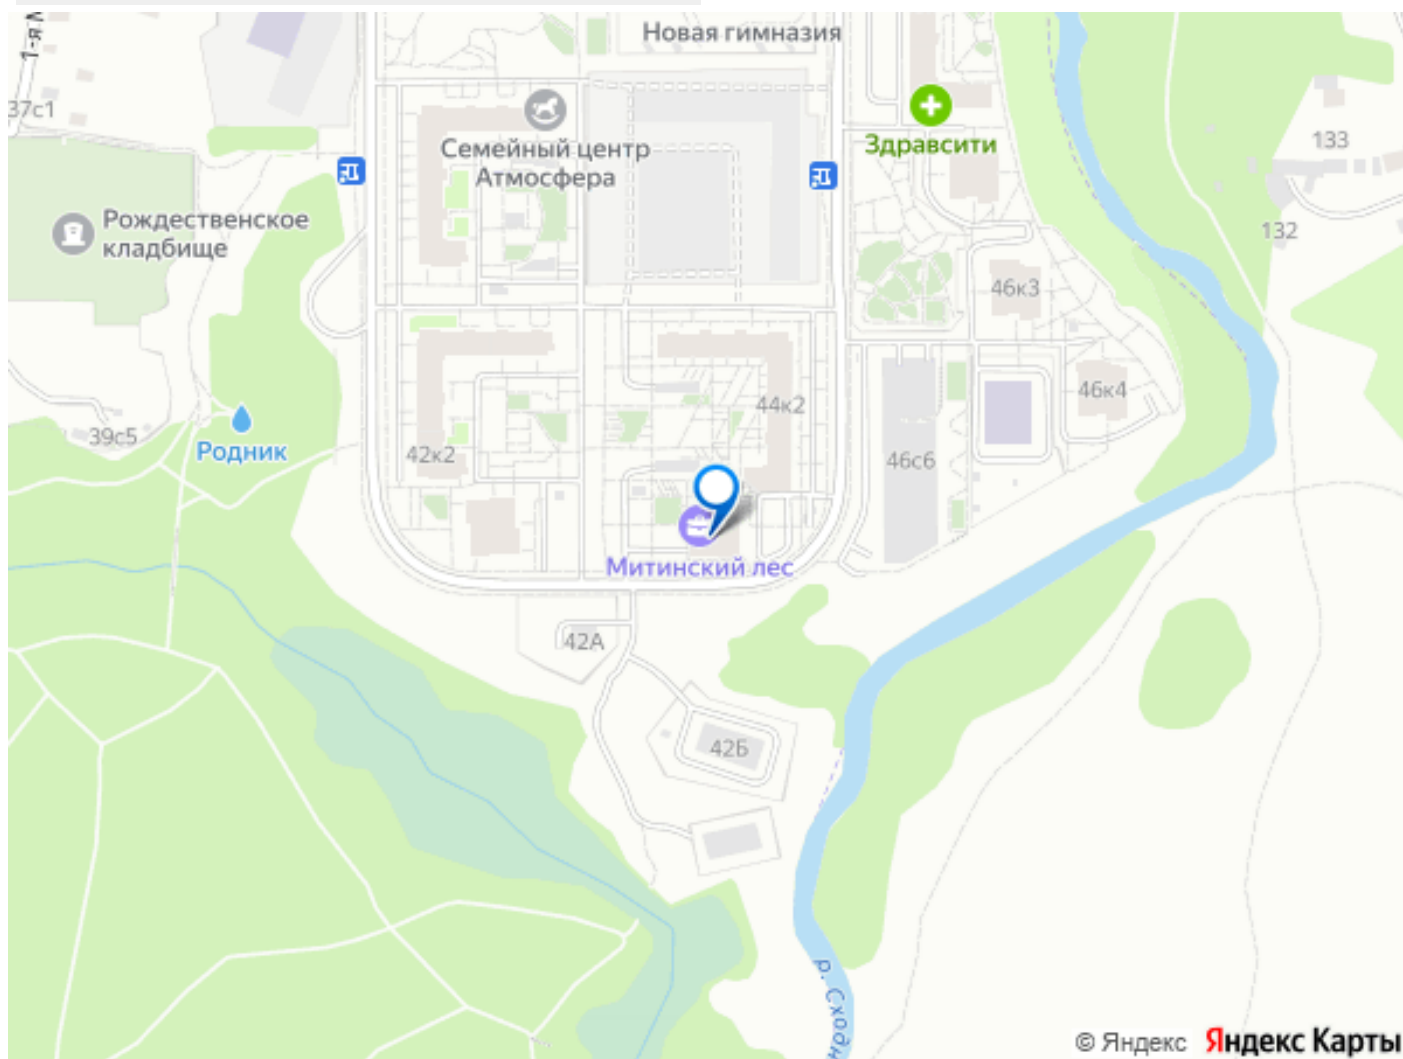 Новая гимназия
1-я М
37с1
Здравсити
133
Семейный центр
Атмосфера
Рождественское
кладбище
132
46к3
46к4
44к2
39с5
Родник
42к2
46с6
Митинский лес
42А
42Б
р. Сходн
© Яндекс Яндекс Карты